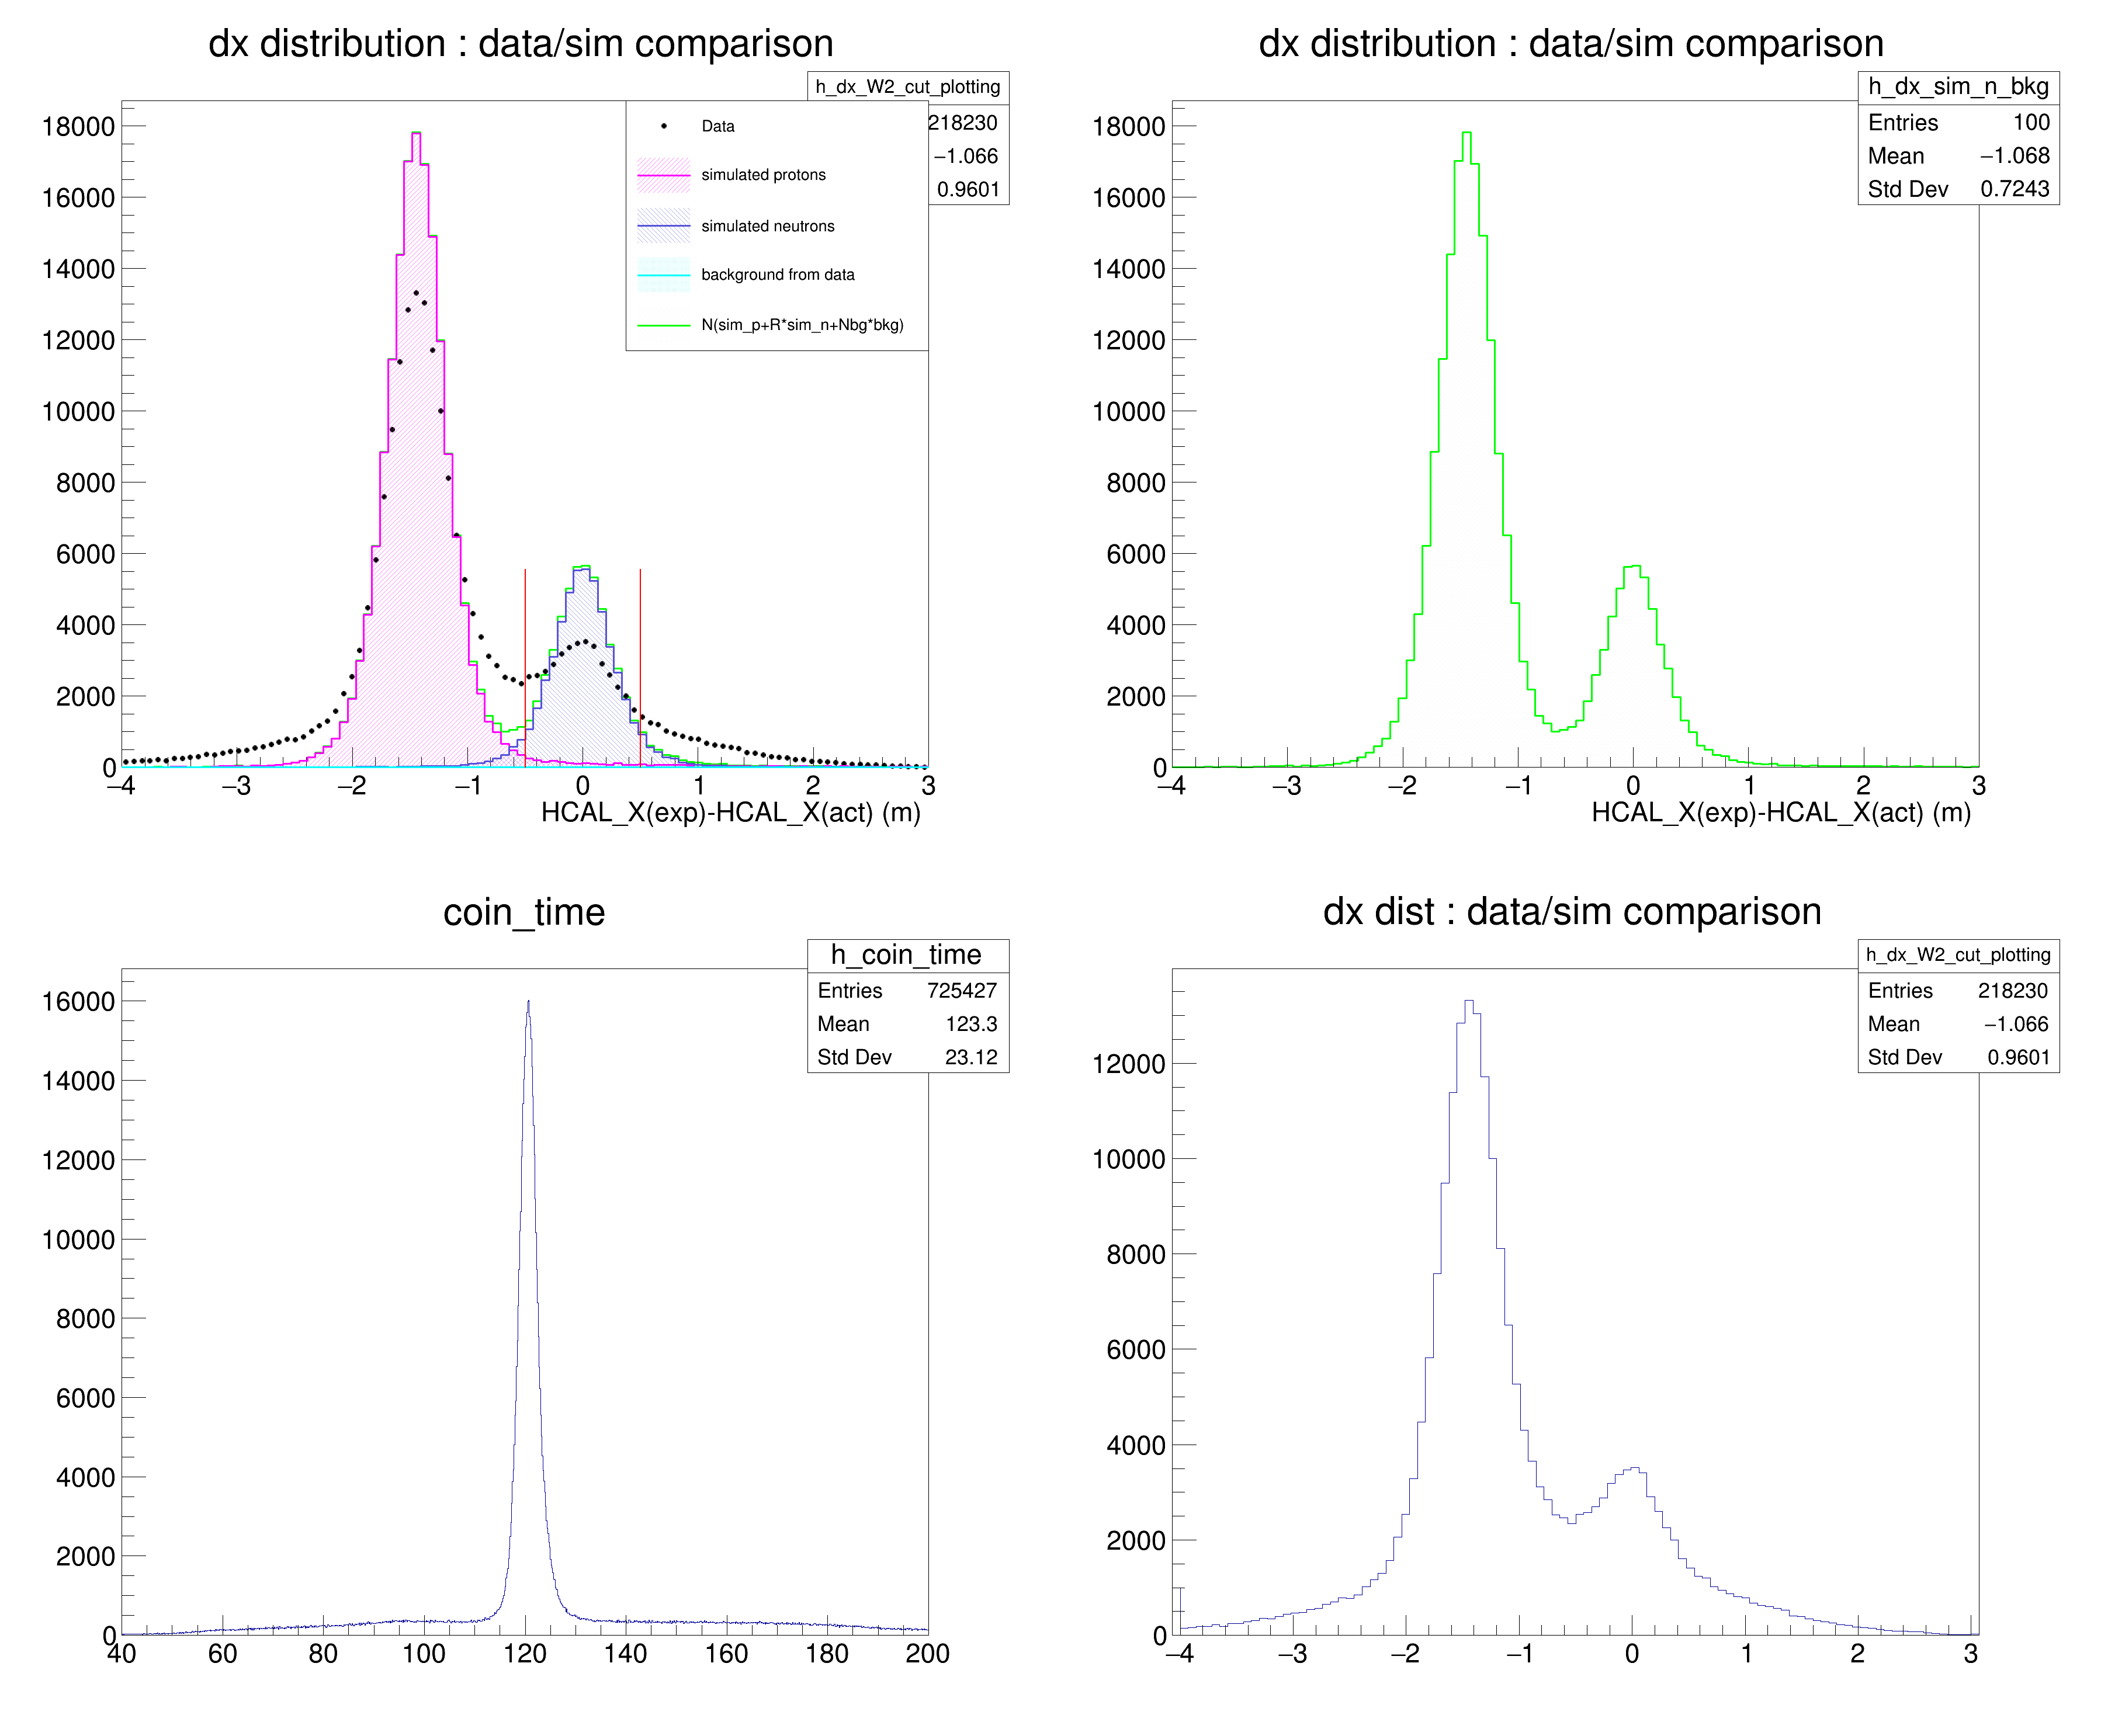 dx distribution : data/sim comparison
h_dx_W2_cut_plotting
218230
−1.066
0.9601
Data
simulated protons
simulated neutrons
background from data
N(sim_p+R*sim_n+Nbg*bkg)
18000
16000
14000
12000
10000
8000
6000
4000
2000
0
−4 −3 −2 −1 0 1 2 3
HCAL_X(exp)-HCAL_X(act) (m)
dx distribution : data/sim comparison
h_dx_sim_n_bkg
Entries 100
Mean −1.068
Std Dev 0.7243
18000
16000
14000
12000
10000
8000
6000
4000
2000
0
−4 −3 −2 −1 0 1 2 3
HCAL_X(exp)-HCAL_X(act) (m)
coin_time
h_coin_time
Entries 725427
Mean 123.3
Std Dev 23.12
16000
14000
12000
10000
8000
6000
4000
2000
0
40 60 80 100 120 140 160 180 200
dx dist : data/sim comparison
h_dx_W2_cut_plotting
Entries 218230
Mean −1.066
Std Dev 0.9601
12000
10000
8000
6000
4000
2000
0
−4 −3 −2 −1 0 1 2 3